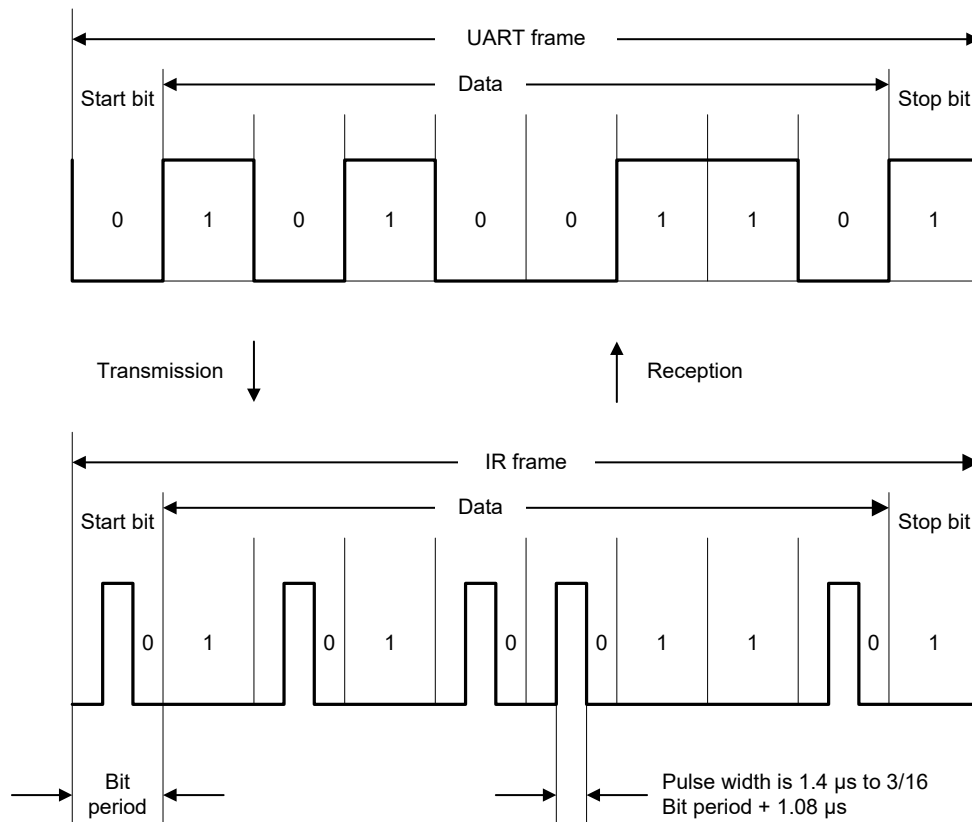 UART frame
Data
Start bit
Stop bit
0 1 0 1 0 0 1 1 0 1
Transmission
Reception
IR frame
Data
Start bit
Stop bit
0 1 0 1 0 0 1 1 0 1
Bit
period
Pulse width is 1.4 μs to 3/16
Bit period + 1.08 μs